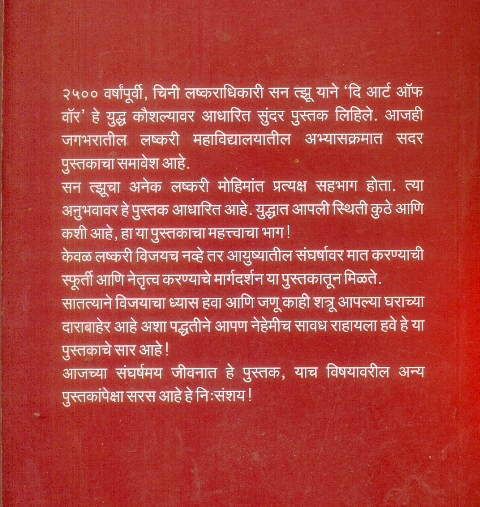 २५०० वर्षांपूर्वी, चिनी लष्कराधिकारी सन त्झू याने ‘दि आर्ट ऑफ
वॉर’ हे युद्ध कौशल्यावर आधारित सुंदर पुस्तक लिहिले. आजही
जगभरातील लष्करी महाविद्यालयातील अभ्यासक्रमात सदर
पुस्तकाचा समावेश आहे.
सन त्झूचा अनेक लष्करी मोहिमांत प्रत्यक्ष सहभाग होता. त्या
अनुभवावर हे पुस्तक आधारित आहे. युद्धात आपली स्थिती कुठे आणि
कशी आहे, हा या पुस्तकाचा महत्त्वाचा भाग!
केवळ लष्करी विजयच नव्हे तर आयुष्यातील संघर्षावर मात करण्याची
स्फूर्ती आणि नेतृत्व करण्याचे मार्गदर्शन या पुस्तकातून मिळते.
सातत्याने विजयाचा ध्यास हवा आणि जणू काही शत्रू आपल्या घराच्या
दाराबाहेर आहे अशा पद्धतीने आपण नेहेमीच सावध राहायला हवे हे या
पुस्तकाचे सार आहे!
आजच्या संघर्षमय जीवनात हे पुस्तक, याच विषयावरील अन्य
पुस्तकांपेक्षा सरस आहे हे निःसंशय!